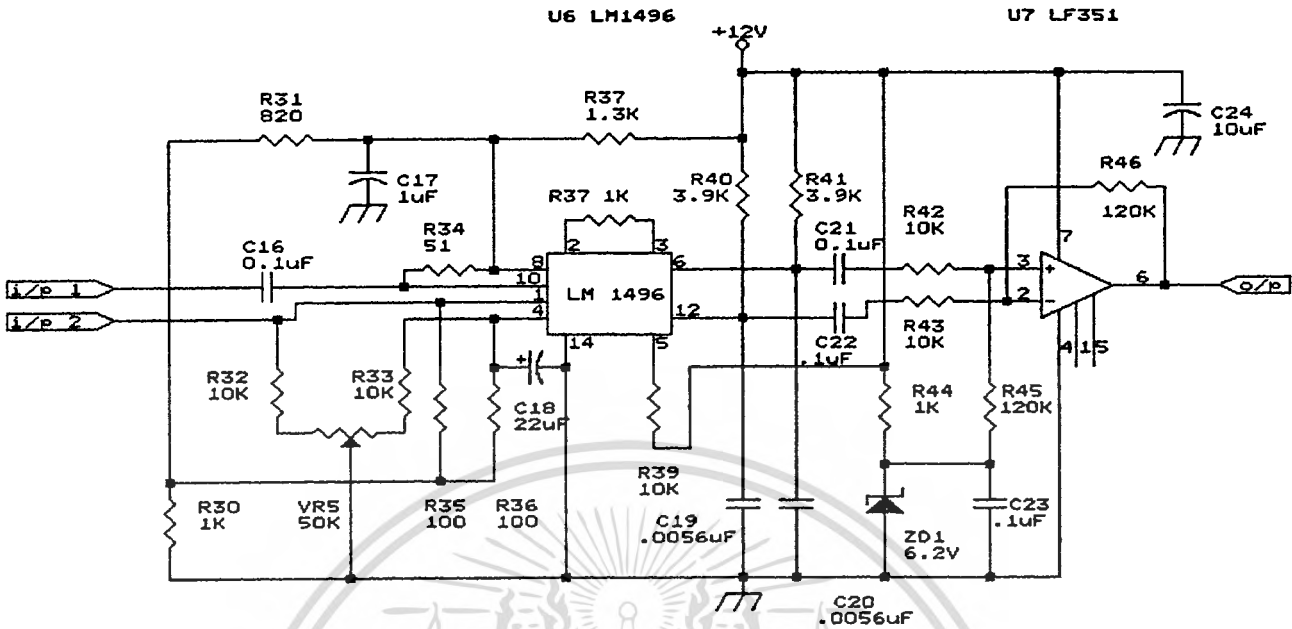 U6 LM1496
U7 LF351
+12V
R31
820
R37
1.3K
C24
10uF
C17
1uF
R40
3.9K
R41
3.9K
R46
120K
R37 1K
R34
51
C16
0.1uF
C21
0.1uF
R42
10K
7
2
3
8
10
1
4
6
12
14
5
LM 1496
i/p 1
i/p 2
3
+
2
-
6
o/p
4
1
5
C22
.1uF
R43
10K
R32
10K
R33
10K
C18
22uF
+
R44
1K
R45
120K
R39
10K
R30
1K
VR5
50K
R35
100
R36
100
C19
.0056uF
ZD1
6.2V
C23
.1uF
C20
.0056uF